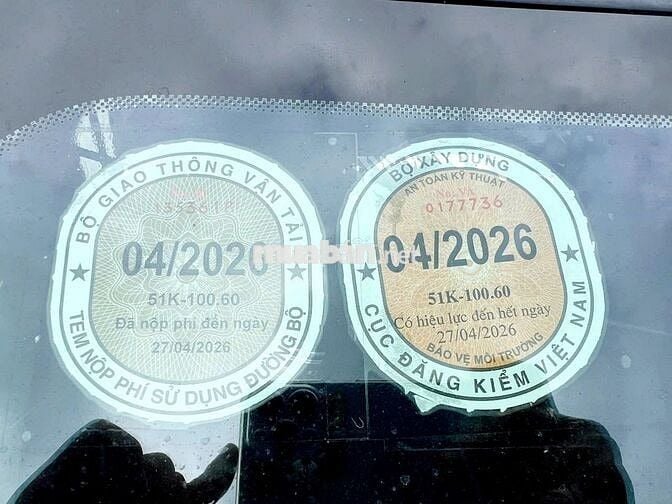 BỘ GIAO THÔNG VẬN TẢI
04/2026
51K-100.60
Đã nộp phí đến ngày
27/04/2026
TEM NỘP PHÍ SỬ DỤNG ĐƯỜNG BỘ
BỘ XÂY DỰNG
AN TOÀN KỸ THUẬT
0177736
04/2026
51K-100.60
Có hiệu lực đến hết ngày
27/04/2026
BẢO VỆ MÔI TRƯỜNG
CỤC ĐĂNG KIỂM VIỆT NAM
muaban.net